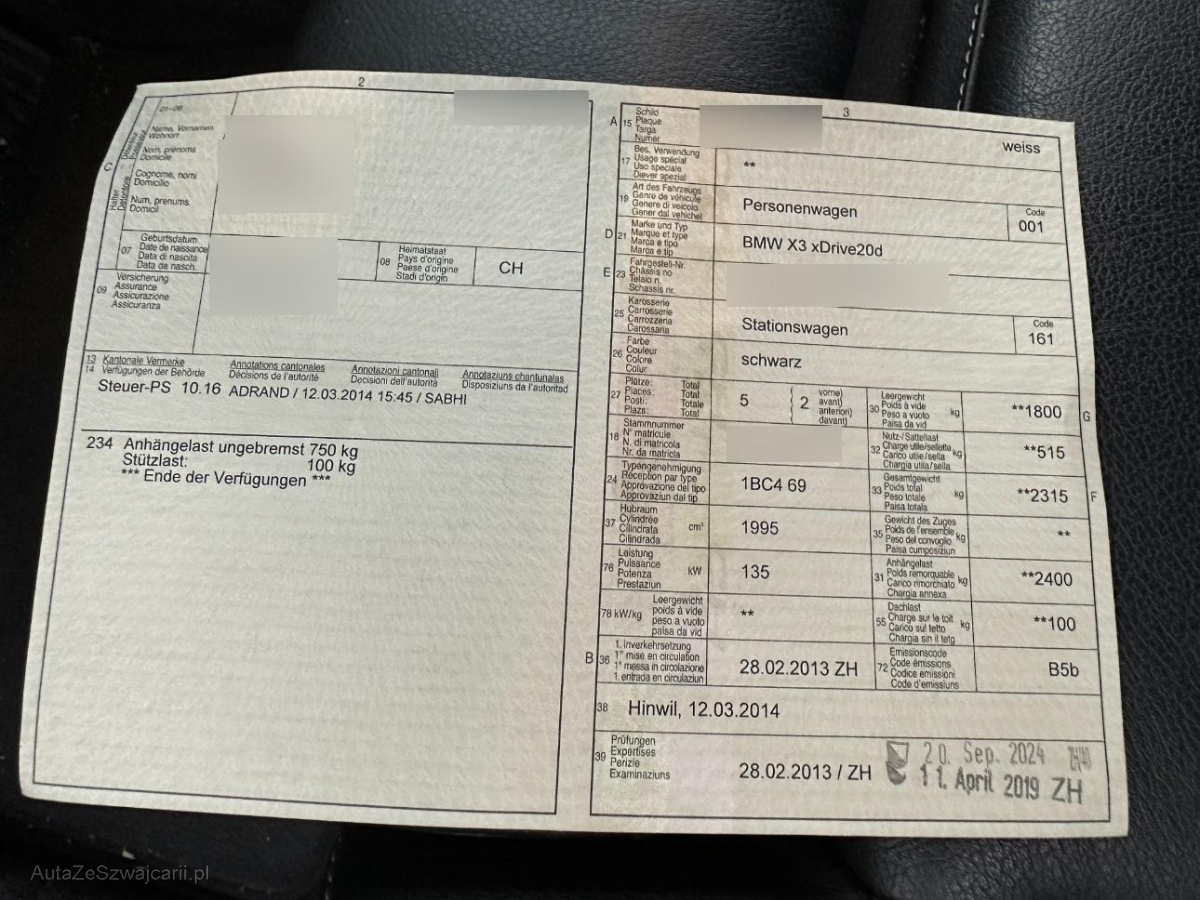 2
01-06
C
Halter
Name, Vornamen
Wohnort
Nom, prénoms
Domicile
Cognome, nomi
Domicilio
Num, prenums
Domicil
07
Geburtsdatum
Date de naissance
Data di nascita
Data da nasch.
08
Heimatstaat
Pays d'origine
Paese d'origine
Stadi d'origin
CH
09
Versicherung
Assurance
Assicurazione
Assicuranza
13 Kantonale Vermerke Annotations cantonales Annotazioni cantonali Annotaziuns chantunalas
14 Verfügungen der Behörde Décisions de l'autorité Decisioni dell'autorità Disposiziuns da l'autoritad
Steuer-PS 10.16 ADRAND / 12.03.2014 15:45 / SABHI
234 Anhängelast ungebremst 750 kg
Stützlast: 100 kg
*** Ende der Verfügungen ***
3
A
15
Schild
Plaque
Targa
Numer
weiss
17
Bes. Verwendung
Usage spécial
Uso speciale
Diever spezial
**
19
Art des Fahrzeugs
Genre de véhicule
Genere di veicolo
Gener dal vehichel
Personenwagen
Code
001
D
21
Marke und Typ
Marque et type
Marca e tipo
Marca e tip
BMW X3 xDrive20d
E
23
Fahrgestell-Nr.
Châssis no
Telaio n.
Schassis nr.
25
Karosserie
Carrosserie
Carrozzeria
Carossaria
Stationswagen
Code
161
26
Farbe
Couleur
Colore
Colur
schwarz
27
Plätze: Total
Places: Total
Posti: Totale
Plazs: Total
5
2
vorne)
avant)
anteriori)
davant)
30
Leergewicht
Poids à vide
Peso a vuoto
Paisa da vid
kg
**1800
G
18
Stammnummer
N° matricule
N. di matricola
Nr. da matricla
32
Nutz-/Sattellast
Charge utile/sellette
Carico utile/sella
Chargia utila/sella
kg
**515
24
Typengenehmigung
Réception par type
Approvazione del tipo
Approvaziun dal tip
1BC4 69
33
Gesamtgewicht
Poids total
Peso totale
Paisa totala
kg
**2315
F
37
Hubraum
Cylindrée
Cilindrata
Cilindrada
cm³
1995
35
Gewicht des Zuges
Poids de l'ensemble
Peso del convoglio
Paisa cumposiziun
kg
**
76
Leistung
Puissance
Potenza
Prestaziun
kW
135
31
Anhängelast
Poids remorquable
Carico rimorchiato
Chargia annexa
kg
**2400
78 kW/kg
Leergewicht
poids à vide
peso a vuoto
paisa da vid
**
55
Dachlast
Charge sur le toit
Carico sul tetto
Chargia sin il tetg
kg
**100
B
36
1. Inverkehrsetzung
1re mise en circulation
1a messa in circolazione
1. entrada en circulaziun
28.02.2013 ZH
72
Emissionscode
Code émissions
Codice emissioni
Code d'emissiuns
B5b
38
Hinwil, 12.03.2014
39
Prüfungen
Expertises
Perizie
Examinaziuns
28.02.2013 / ZH
20. Sep. 2024
11. April 2019 ZH
AutaZeSzwajcarii.pl